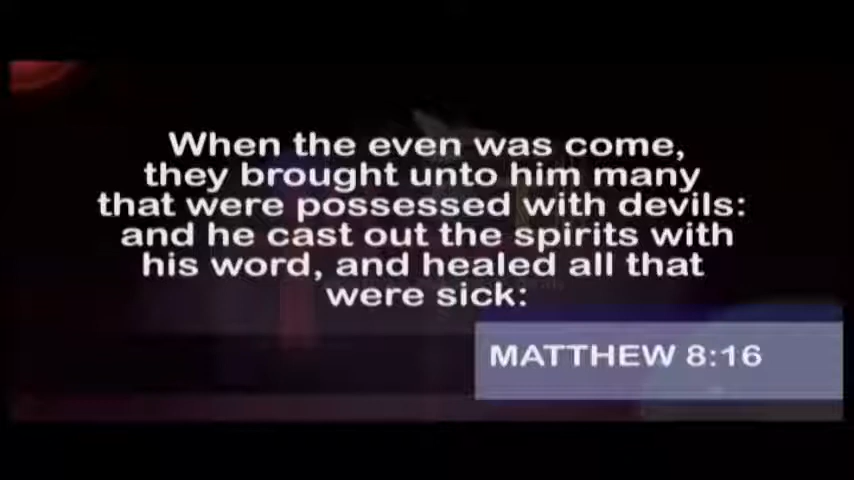 When the even was come,
they brought unto him many
that were possessed with devils:
and he cast out the spirits with
his word, and healed all that
were sick:
MATTHEW 8:16